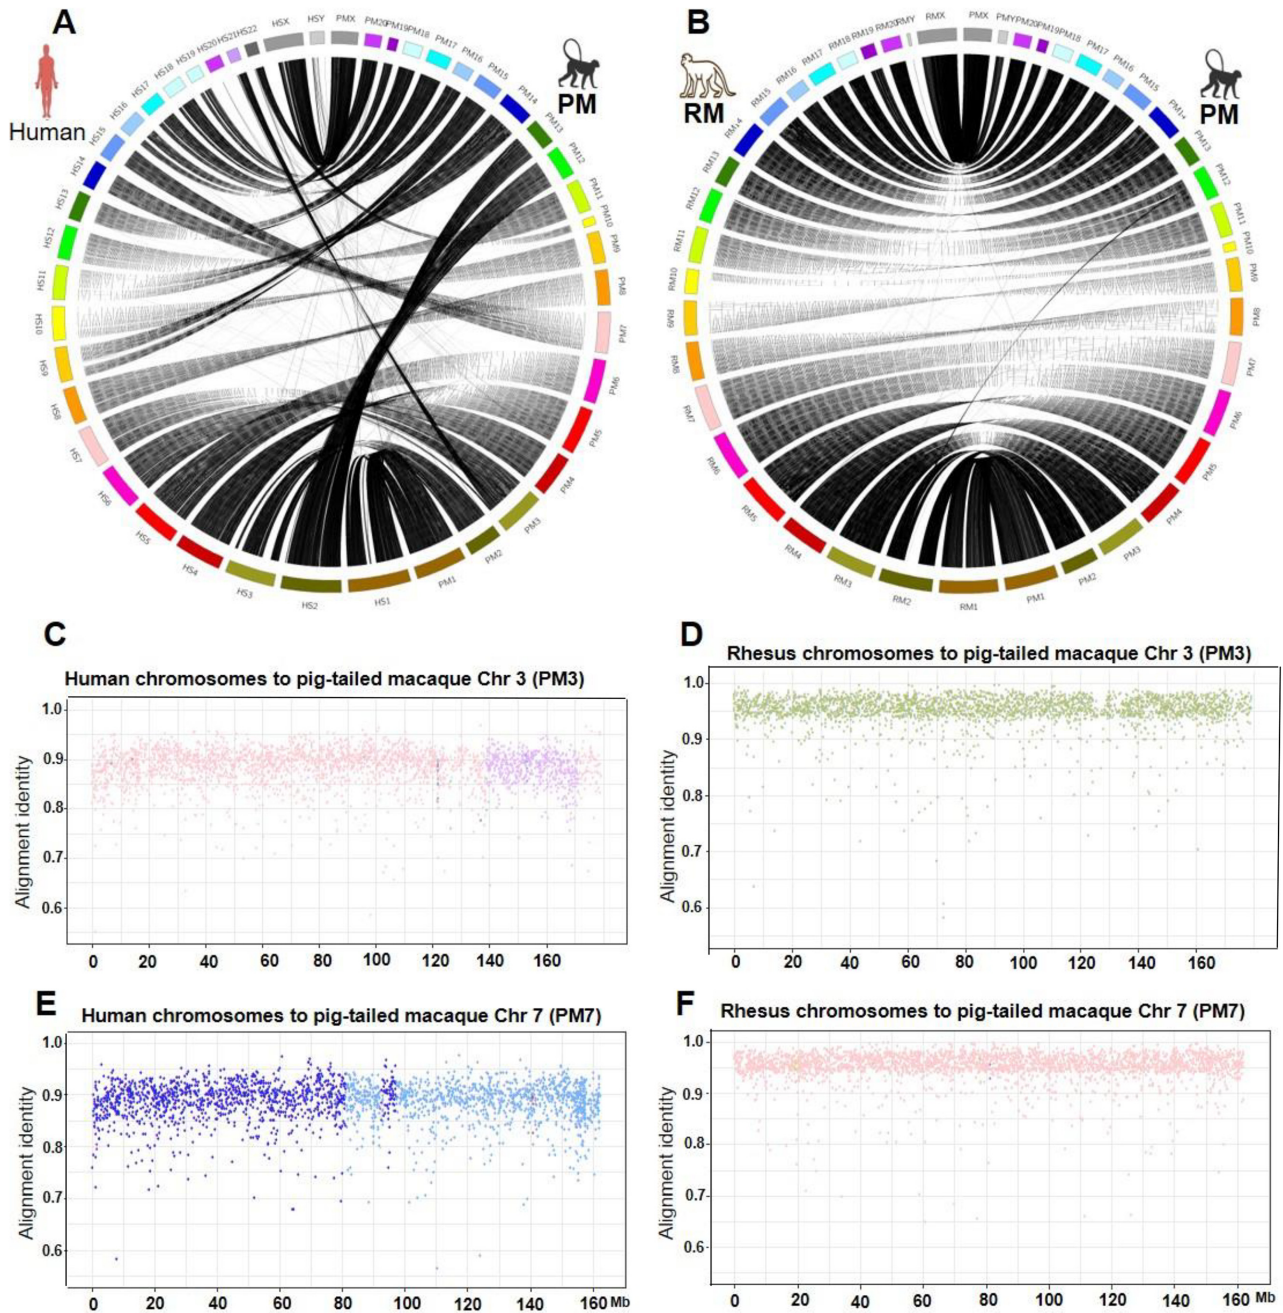 A
B
Human
PM
RM
PM
HSX
HSY
PMX
PM20
PM19
PM18
PM17
PM16
PM15
PM14
PM13
PM12
PM11
PM10
PM9
PM8
PM7
PM6
PM5
PM4
PM3
PM2
PM1
HS1
HS2
HS3
HS4
HS5
HS6
HS7
HS8
HS9
HS10
HS11
HS12
HS13
HS14
HS15
HS16
HS17
HS18
HS19
HS20
HS21
HS22
RMX
PMX
PMY
PM20
PM19
PM18
PM17
PM16
PM15
PM13
PM12
PM11
PM10
PM9
PM8
PM7
PM6
PM5
PM4
PM3
PM2
PM1
RM1
RM2
RM3
RM4
RM5
RM6
RM7
RM8
RM9
RM10
RM11
RM12
RM13
RM15
RM16
RM17
RM18
RM19
RM20
RMY
C
Human chromosomes to pig-tailed macaque Chr 3 (PM3)
Alignment identity
1.0
0.9
0.8
0.7
0.6
0 20 40 60 80 100 120 140 160
D
Rhesus chromosomes to pig-tailed macaque Chr 3 (PM3)
Alignment identity
1.0
0.9
0.8
0.7
0.6
0 20 40 60 80 100 120 140 160
E
Human chromosomes to pig-tailed macaque Chr 7 (PM7)
Alignment identity
1.0
0.9
0.8
0.7
0.6
0 20 40 60 80 100 120 140 160 Mb
F
Rhesus chromosomes to pig-tailed macaque Chr 7 (PM7)
Alignment identity
1.0
0.9
0.8
0.7
0.6
0 20 40 60 80 100 120 140 160 Mb